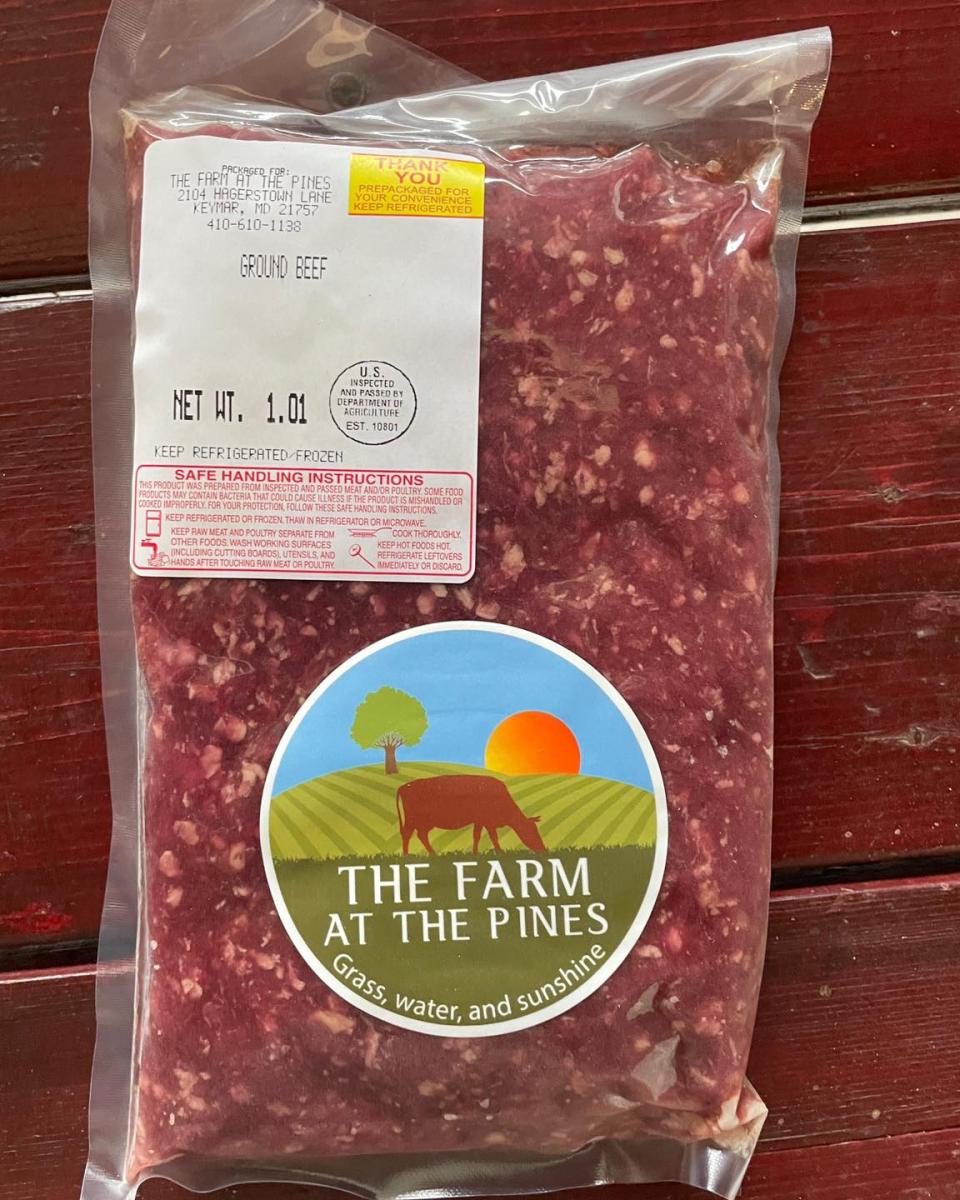 PACKAGED FOR:
THE FARM AT THE PINES
2104 HAGERSTOWN LANE
KEYMAR, MD 21757
410-610-1138
THANK
YOU
PREPACKAGED FOR
YOUR CONVENIENCE
KEEP REFRIGERATED
GROUND BEEF
NET WT. 1.01
U.S.
INSPECTED
AND PASSED BY
DEPARTMENT OF
AGRICULTURE
EST. 10801
KEEP REFRIGERATED/FROZEN
SAFE HANDLING INSTRUCTIONS
THIS PRODUCT WAS PREPARED FROM INSPECTED AND PASSED MEAT AND/OR POULTRY. SOME FOOD
PRODUCTS MAY CONTAIN BACTERIA THAT COULD CAUSE ILLNESS IF THE PRODUCT IS MISHANDLED OR
COOKED IMPROPERLY. FOR YOUR PROTECTION, FOLLOW THESE SAFE HANDLING INSTRUCTIONS.
KEEP REFRIGERATED OR FROZEN. THAW IN REFRIGERATOR OR MICROWAVE.
KEEP RAW MEAT AND POULTRY SEPARATE FROM
OTHER FOODS. WASH WORKING SURFACES
(INCLUDING CUTTING BOARDS), UTENSILS, AND
HANDS AFTER TOUCHING RAW MEAT OR POULTRY.
COOK THOROUGHLY.
KEEP HOT FOODS HOT.
REFRIGERATE LEFTOVERS
IMMEDIATELY OR DISCARD.
THE FARM
AT THE PINES
Grass, water, and sunshine